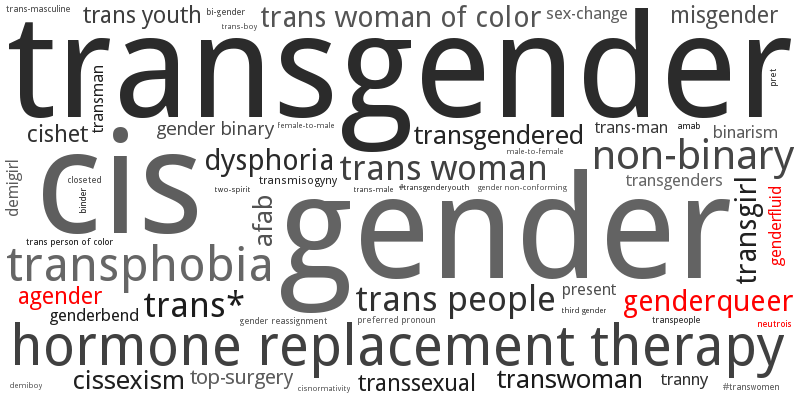 trans-masculine
trans youth
bi-gender
trans-boy
trans woman of color
sex-change
misgender
transgender
pret
transman
cishet
gender binary
female-to-male
transgendered
trans-man
amab
binarism
cis
dysphoria
male-to-female
trans woman
non-binary
demigirl
closeted
binder
two-spirit
transmisogyny
trans-male
#transgenderyouth
gender non-conforming
transgenders
afab
gender
transgirl
genderfluid
trans person of color
transphobia
agender
genderbend
trans*
trans people
present
third gender
genderqueer
gender reassignment
preferred pronoun
transpeople
neutrois
hormone replacement therapy
demiboy
cissexism
top-surgery
cisnormativity
transsexual
transwoman
tranny
#transwomen